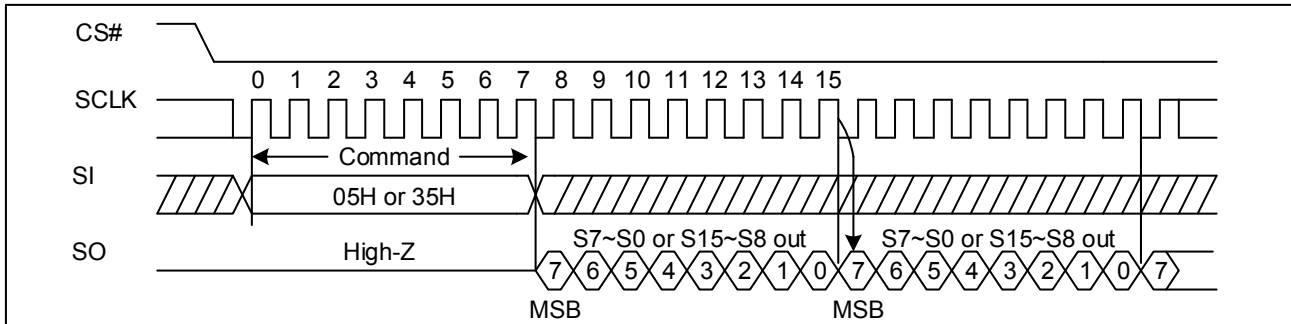 CS#
0 1 2 3 4 5 6 7 8 9 10 11 12 13 14 15
SCLK
Command
SI
05H or 35H
S7~S0 or S15~S8 out S7~S0 or S15~S8 out
SO High-Z
7 6 5 4 3 2 1 0 7 6 5 4 3 2 1 0 7
MSB MSB